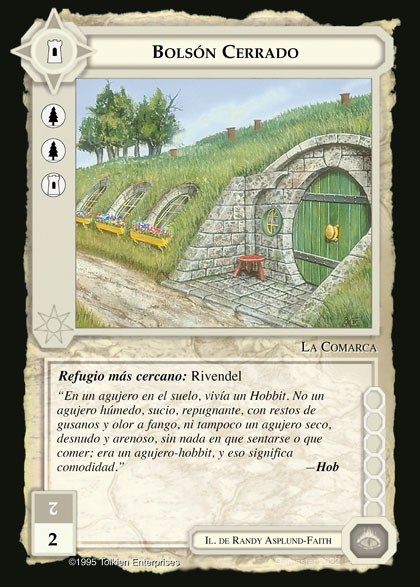 BOLSÓN CERRADO
LA COMARCA
Refugio más cercano: Rivendel
“En un agujero en el suelo, vivía un Hobbit. No un
agujero húmedo, sucio, repugnante, con restos de
gusanos y olor a fango, ni tampoco un agujero seco,
desnudo y arenoso, sin nada en que sentarse o que
comer; era un agujero-hobbit, y eso significa
comodidad.” —Hob
2
2
IL. DE RANDY ASPLUND-FAITH
©1995 Tolkien Enterprises